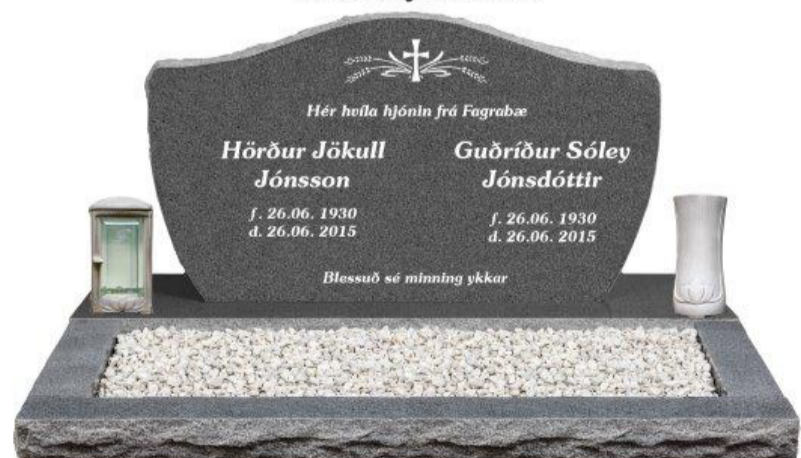 Hér hvíla hjónin frá Fagrabæ
Hörður Jökull
Jónsson
f. 26.06. 1930
d. 26.06. 2015
Guðríður Sóley
Jónsdóttir
f. 26.06. 1930
d. 26.06. 2015
Blessuð sé minning ykkar